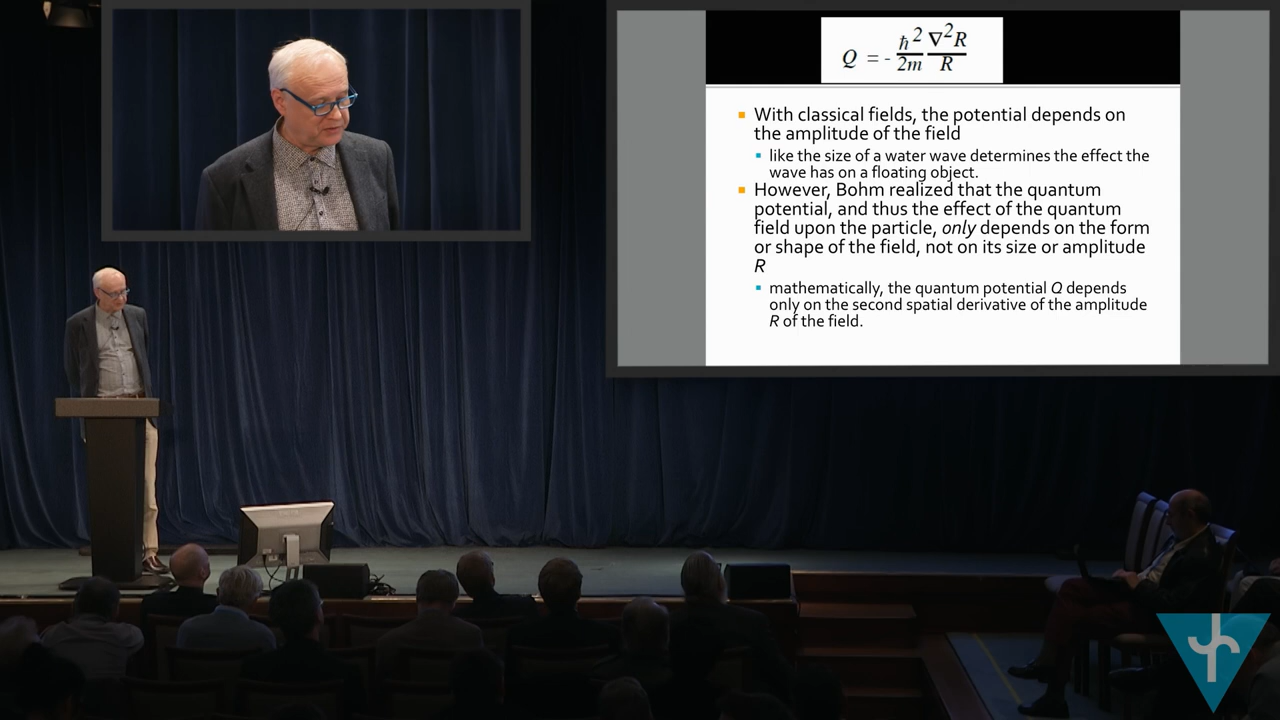 Q = - ħ² ∇²R / 2m R
With classical fields, the potential depends on
the amplitude of the field
like the size of a water wave determines the effect the
wave has on a floating object.
However, Bohm realized that the quantum
potential, and thus the effect of the quantum
field upon the particle, only depends on the form
or shape of the field, not on its size or amplitude
R
mathematically, the quantum potential Q depends
only on the second spatial derivative of the amplitude
R of the field.